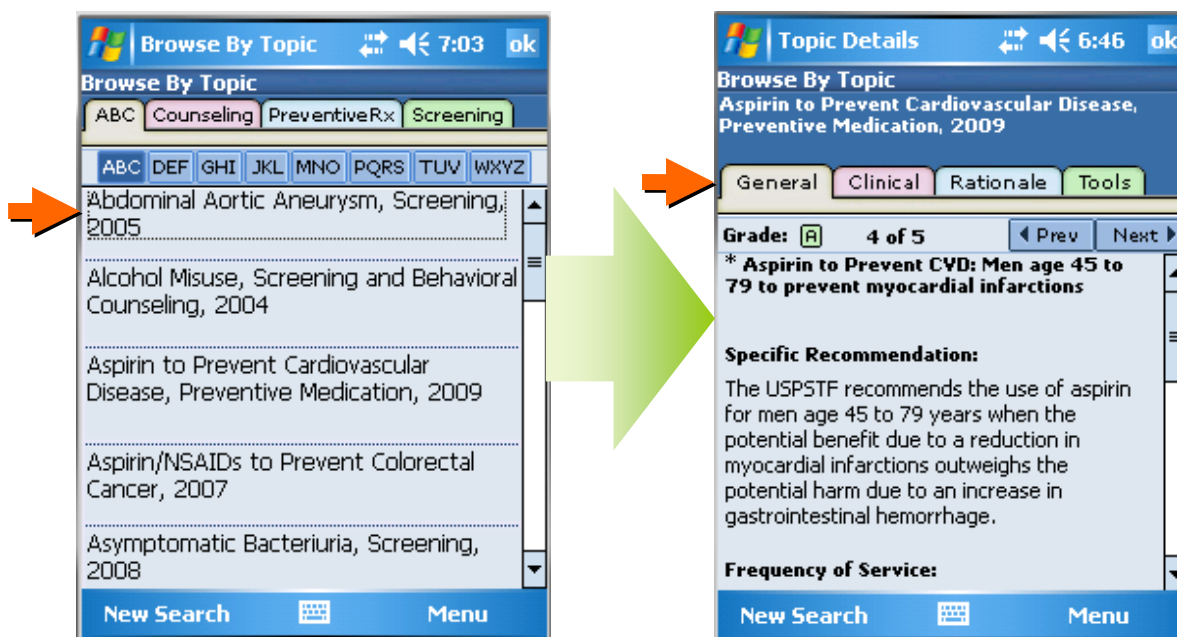 Browse By Topic 7:03 ok
Browse By Topic
ABC Counseling PreventiveRx Screening
ABC DEF GHI JKL MNO PQRS TUV WXYZ
Abdominal Aortic Aneurysm, Screening,
2005
Alcohol Misuse, Screening and Behavioral
Counseling, 2004
Aspirin to Prevent Cardiovascular
Disease, Preventive Medication, 2009
Aspirin/NSAIDs to Prevent Colorectal
Cancer, 2007
Asymptomatic Bacteriuria, Screening,
2008
New Search Menu
Topic Details 6:46 ok
Browse By Topic
Aspirin to Prevent Cardiovascular Disease,
Preventive Medication, 2009
General Clinical Rationale Tools
Grade: A 4 of 5 Prev Next
* Aspirin to Prevent CVD: Men age 45 to
79 to prevent myocardial infarctions
Specific Recommendation:
The USPSTF recommends the use of aspirin
for men age 45 to 79 years when the
potential benefit due to a reduction in
myocardial infarctions outweighs the
potential harm due to an increase in
gastrointestinal hemorrhage.
Frequency of Service:
New Search Menu